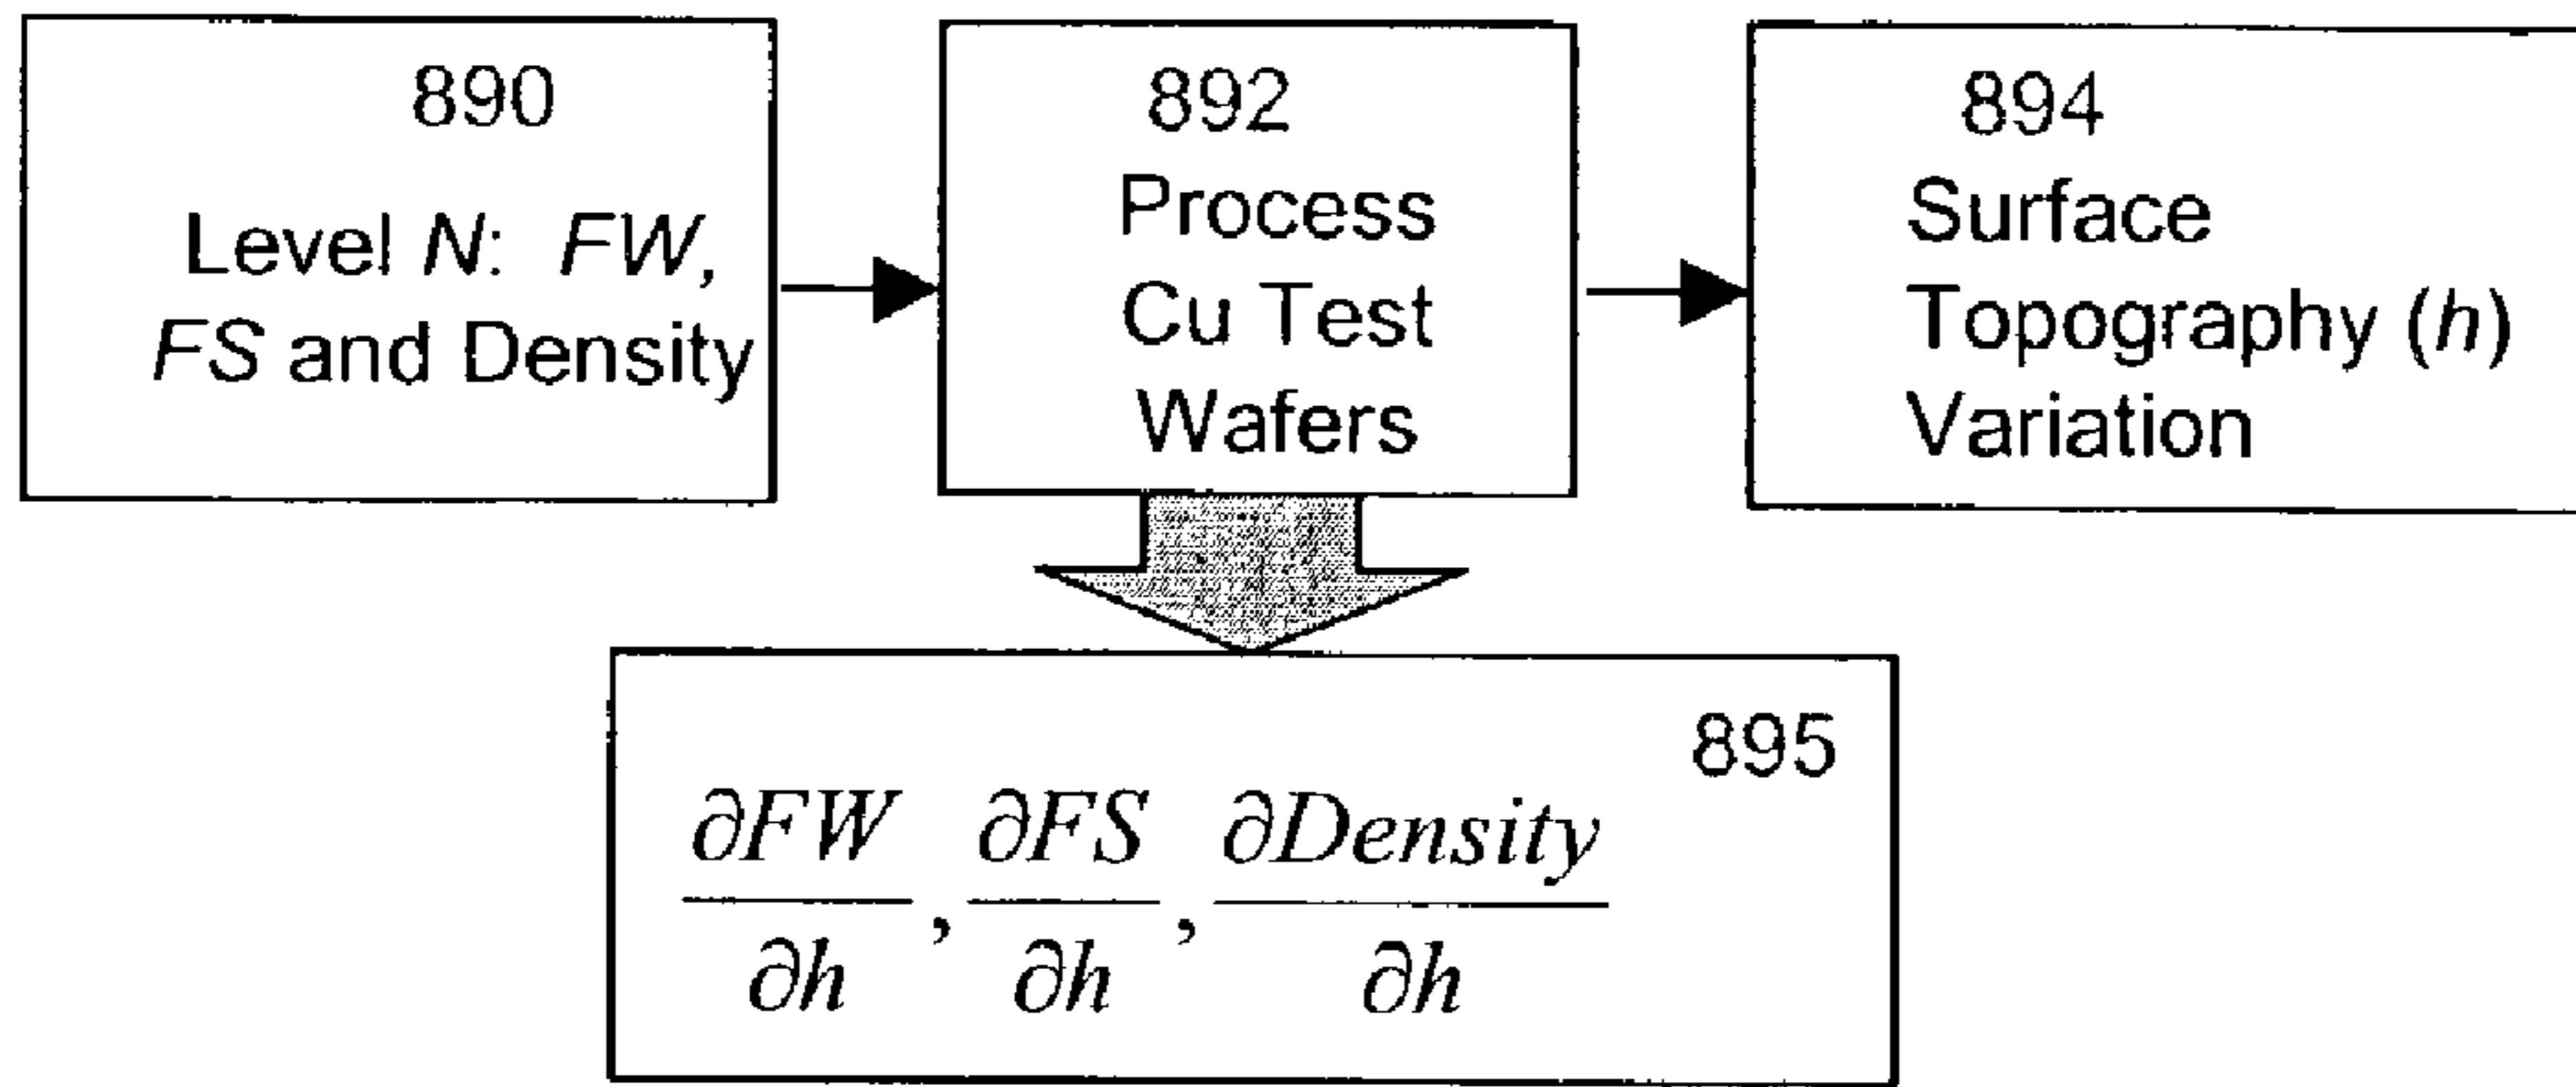 890
Level N: FW,
FS and Density
892
Process
Cu Test
Wafers
894
Surface
Topography (h)
Variation
895
∂FW/∂h, ∂FS/∂h, ∂Density/∂h